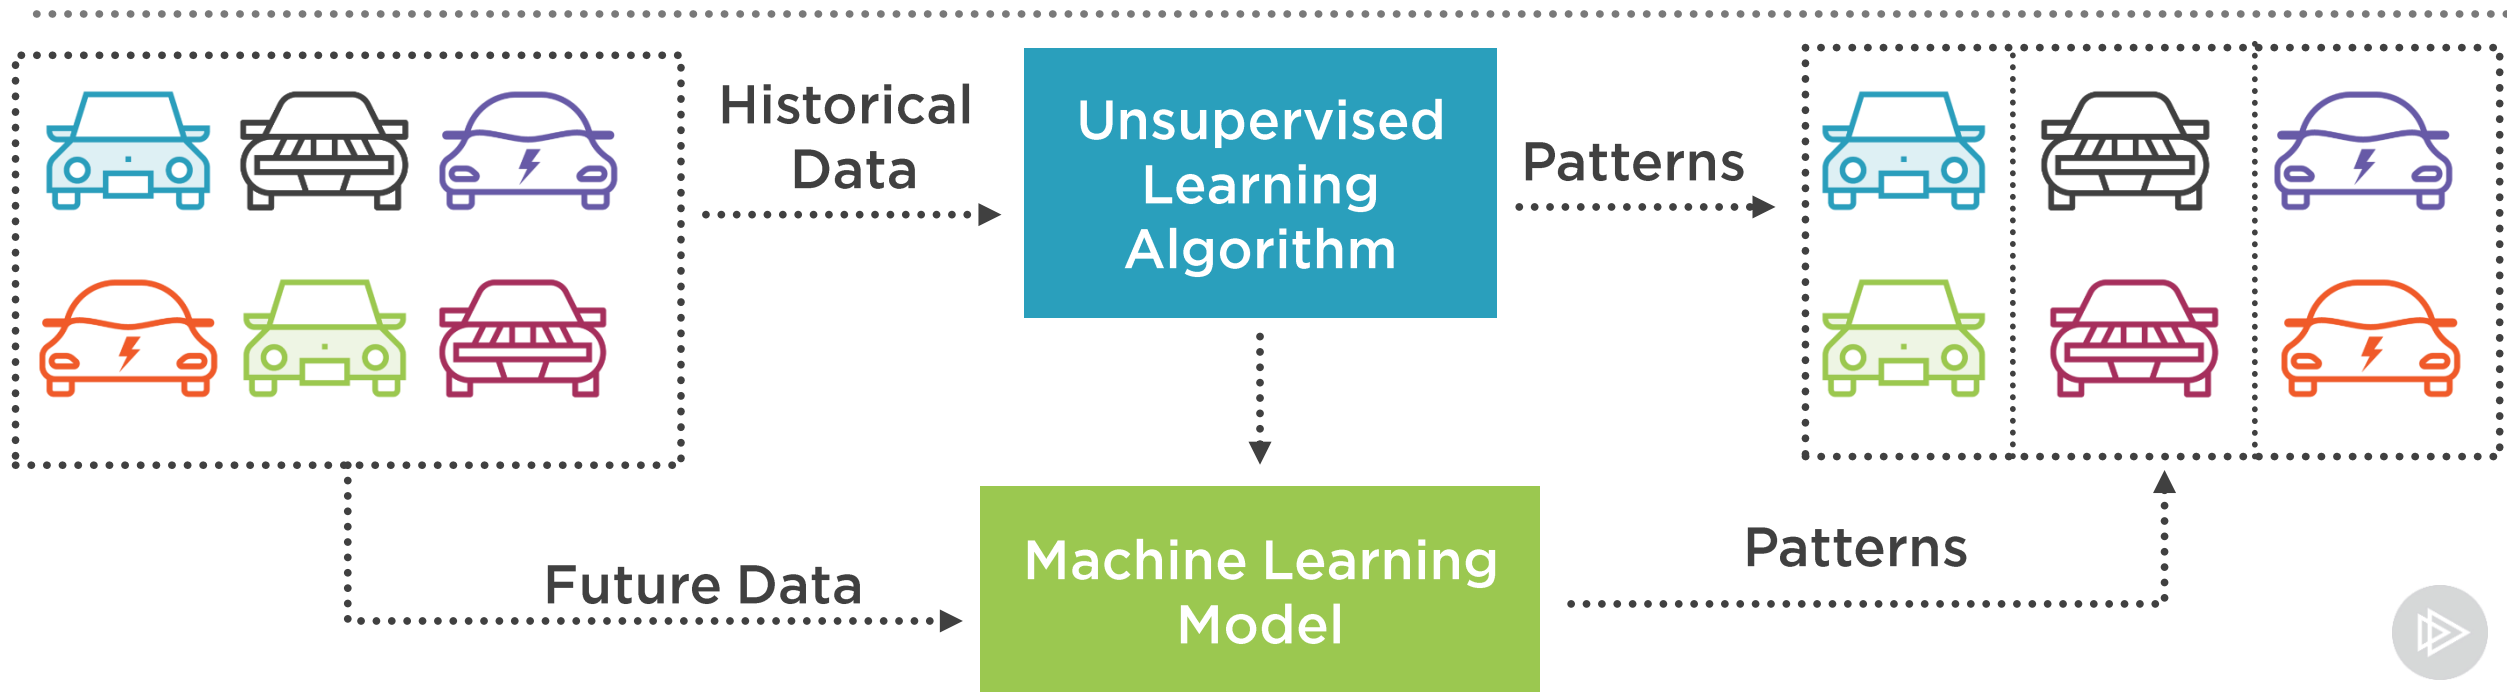 Historical
Data
Unsupervised
Learning
Algorithm
Patterns
Future Data
Machine Learning
Model
Patterns